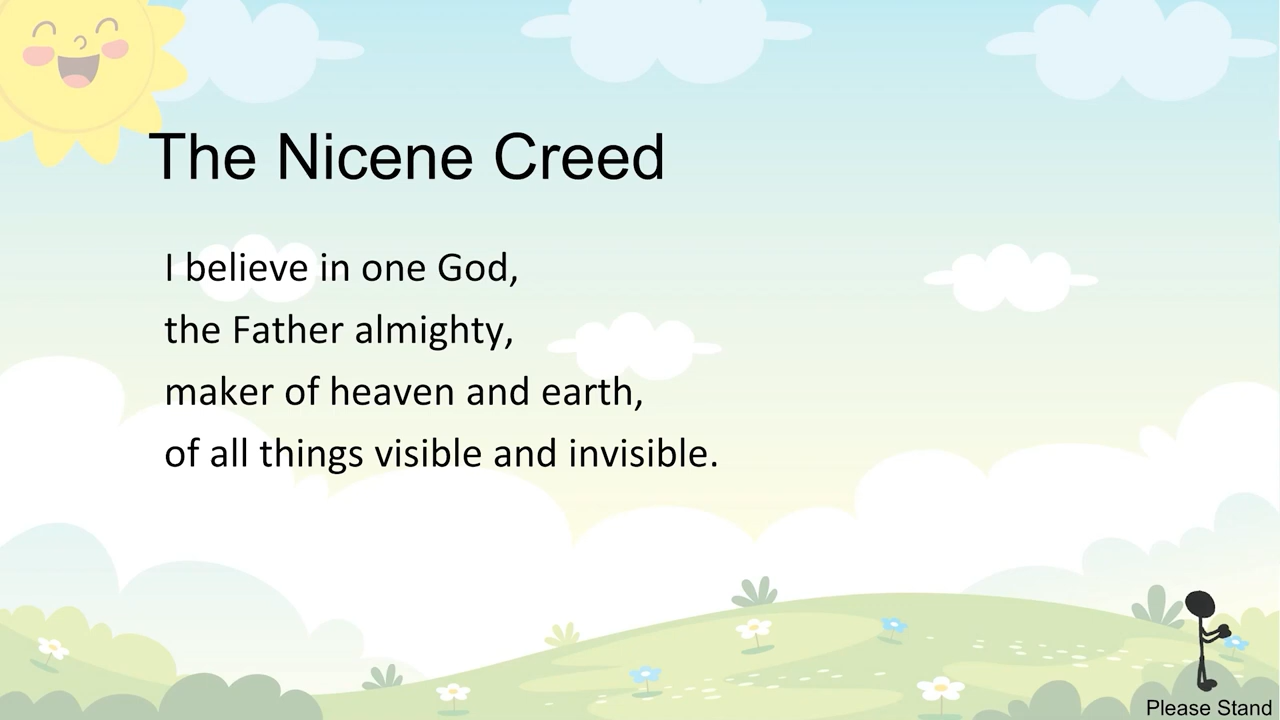 The Nicene Creed
I believe in one God,
the Father almighty,
maker of heaven and earth,
of all things visible and invisible.
Please Stand